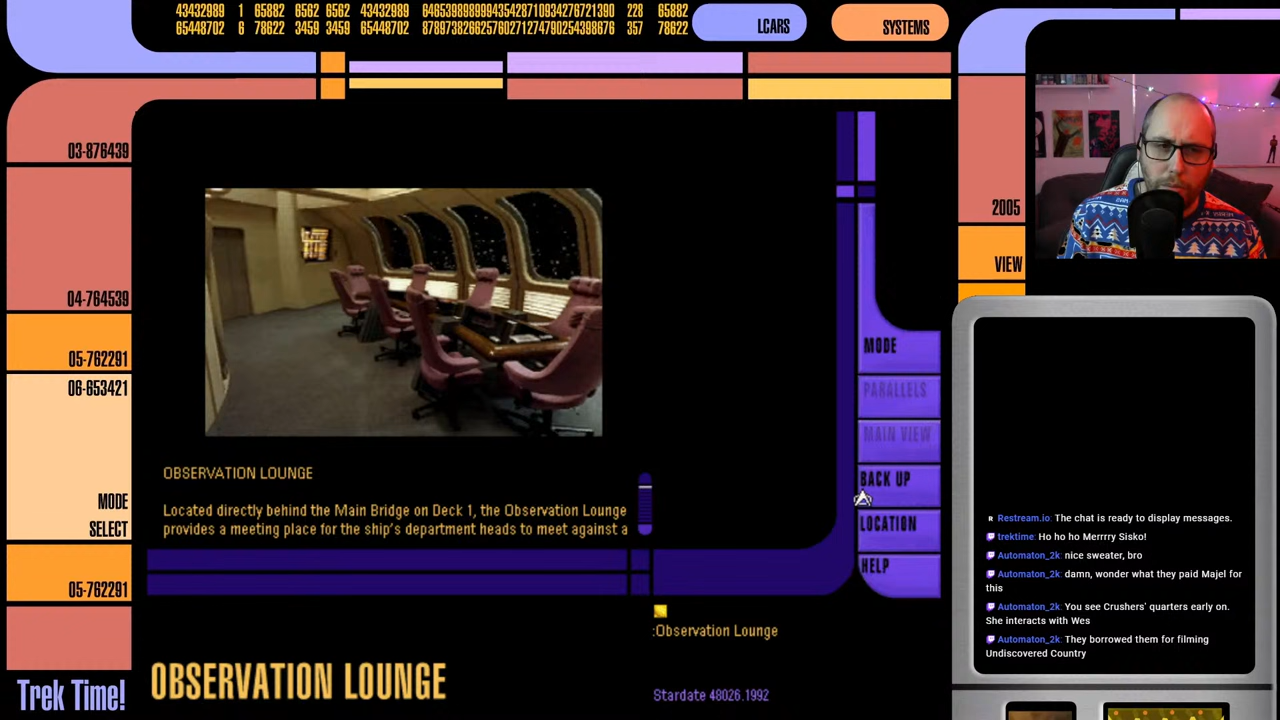 43432989 1 65882 6562 6562 43432989 64653989899943542871093427672​1390 228 65882
65448702 6 78622 3459 3459 65448702 878973826625760271274790254398676 357 78622
LCARS
SYSTEMS
03-876439
04-764539
05-762291
06-653421
MODE
SELECT
05-762291
2005
VIEW
MODE
PARALLELS
MAIN VIEW
BACK UP
LOCATION
HELP
OBSERVATION LOUNGE
Located directly behind the Main Bridge on Deck 1, the Observation Lounge
provides a meeting place for the ship's department heads to meet against a
:Observation Lounge
Stardate 48026.1992
Trek Time!
OBSERVATION LOUNGE
Restream.io: The chat is ready to display messages.
trektime: Ho ho ho Merrrry Sisko!
Automaton_2k: nice sweater, bro
Automaton_2k: damn, wonder what they paid Majel for
this
Automaton_2k: You see Crushers' quarters early on.
She interacts with Wes
Automaton_2k: They borrowed them for filming
Undiscovered Country